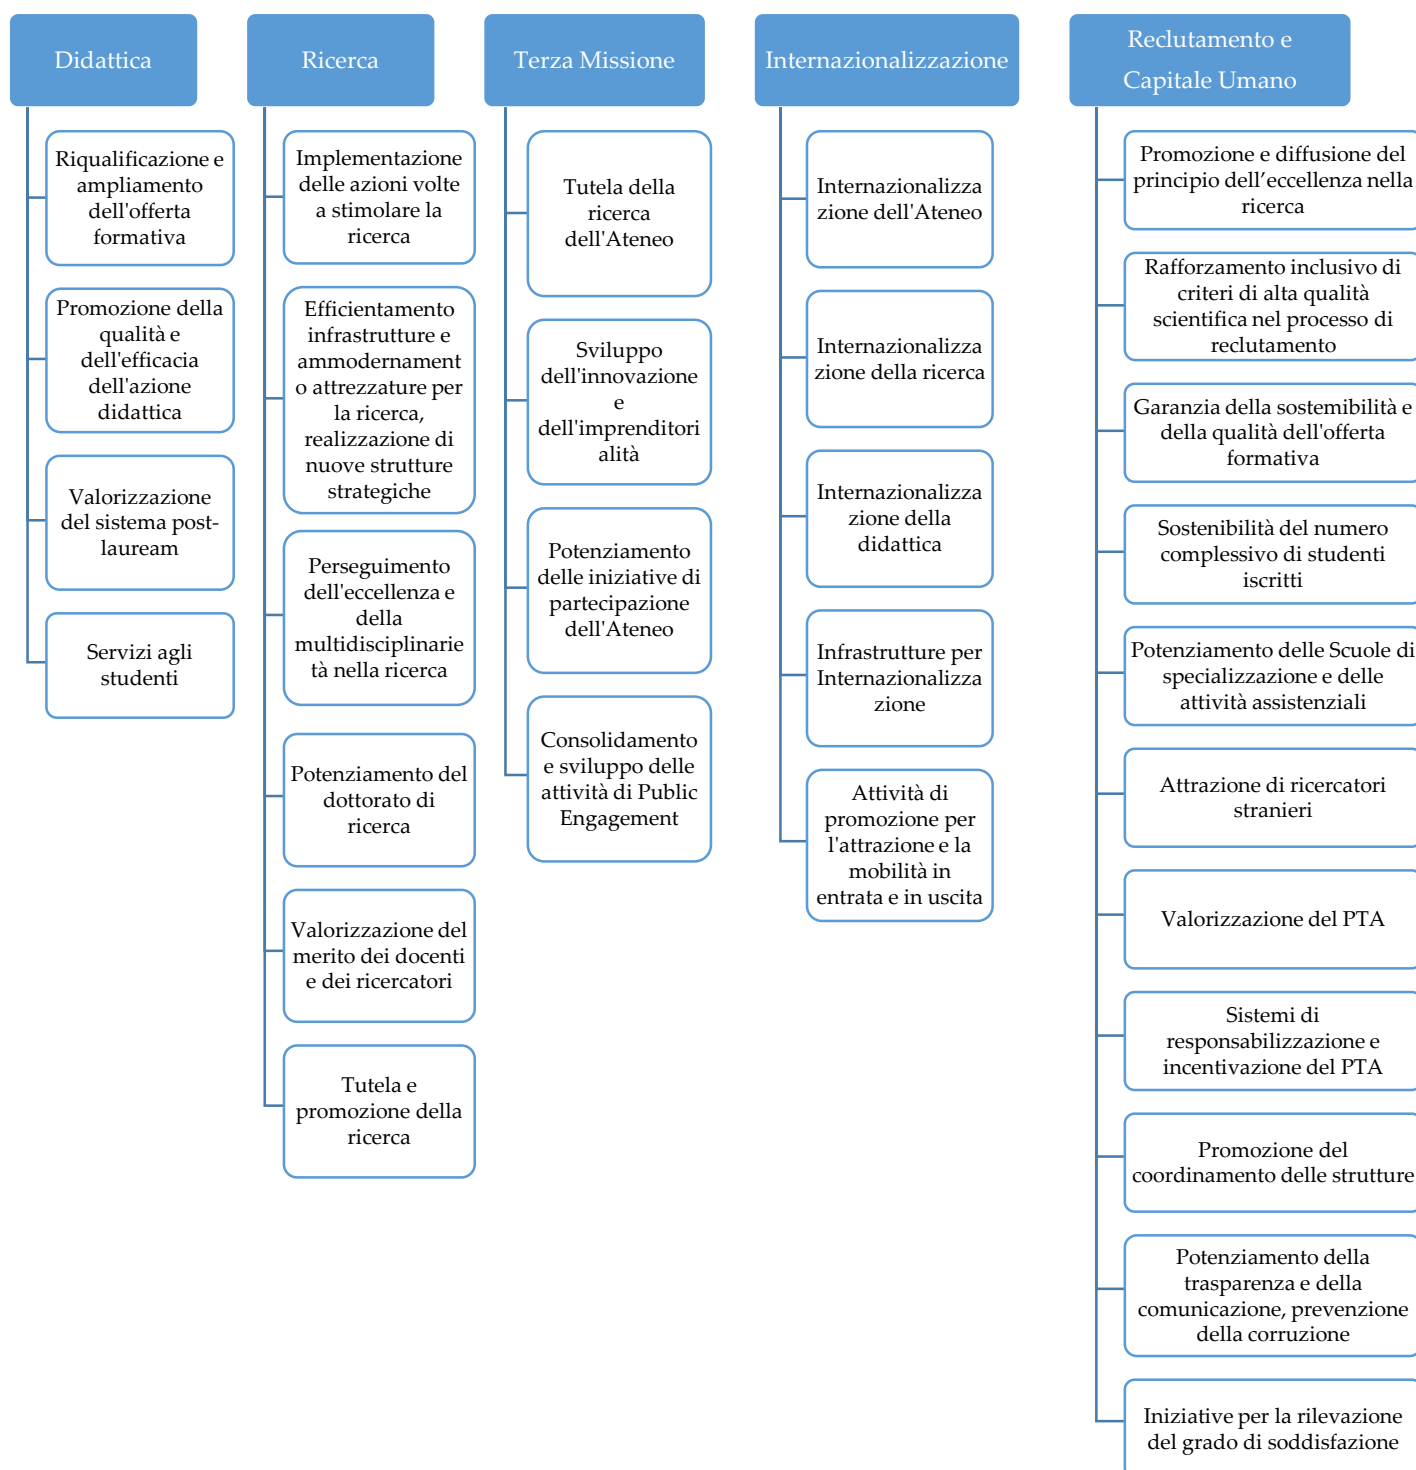 Didattica
Riqualificazione e
ampliamento
dell'offerta
formativa
Promozione della
qualità e
dell'efficacia
dell'azione
didattica
Valorizzazione
del sistema post-
lauream
Servizi agli
studenti
Ricerca
Implementazione
delle azioni volte
a stimolare la
ricerca
Efficientamento
infrastrutture e
ammodernament
o attrezzature per
la ricerca,
realizzazione di
nuove strutture
strategiche
Perseguimento
dell'eccellenza e
della
multidisciplinarie
tà nella ricerca
Potenziamento del
dottorato di
ricerca
Valorizzazione del
merito dei docenti
e dei ricercatori
Tutela e
promozione della
ricerca
Terza Missione
Tutela della
ricerca
dell'Ateneo
Sviluppo
dell'innovazione
e
dell'imprenditori
alità
Potenziamento
delle iniziative di
partecipazione
dell'Ateneo
Consolidamento
e sviluppo delle
attività di Public
Engagement
Internazionalizzazione
Internazionalizza
zione dell'Ateneo
Internazionalizza
zione della ricerca
Internazionalizza
zione della
didattica
Infrastrutture per
Internazionalizza
zione
Attività di
promozione per
l'attrazione e la
mobilità in
entrata e in uscita
Reclutamento e
Capitale Umano
Promozione e diffusione del
principio dell’eccellenza nella
ricerca
Rafforzamento inclusivo di
criteri di alta qualità
scientifica nel processo di
reclutamento
Garanzia della sostemibilità e
della qualità dell'offerta
formativa
Sostenibilità del numero
complessivo di studenti
iscritti
Potenziamento delle Scuole di
specializzazione e delle
attività assistenziali
Attrazione di ricercatori
stranieri
Valorizzazione del PTA
Sistemi di
responsabilizzazione e
incentivazione del PTA
Promozione del
coordinamento delle strutture
Potenziamento della
trasparenza e della
comunicazione, prevenzione
della corruzione
Iniziative per la rilevazione
del grado di soddisfazione